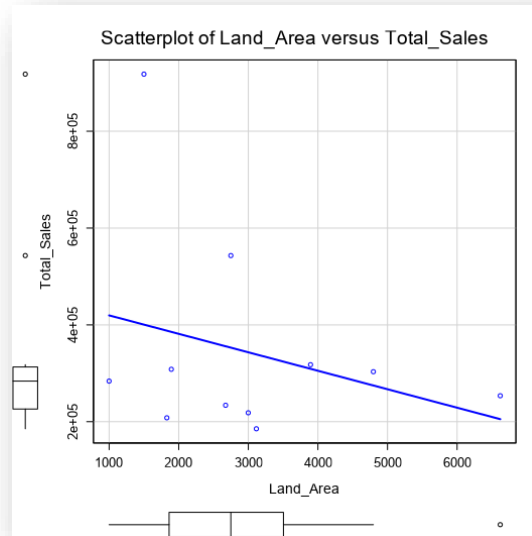 Scatterplot of Land_Area versus Total_Sales
8e+05
6e+05
4e+05
2e+05
Total_Sales
1000 2000 3000 4000 5000 6000
Land_Area